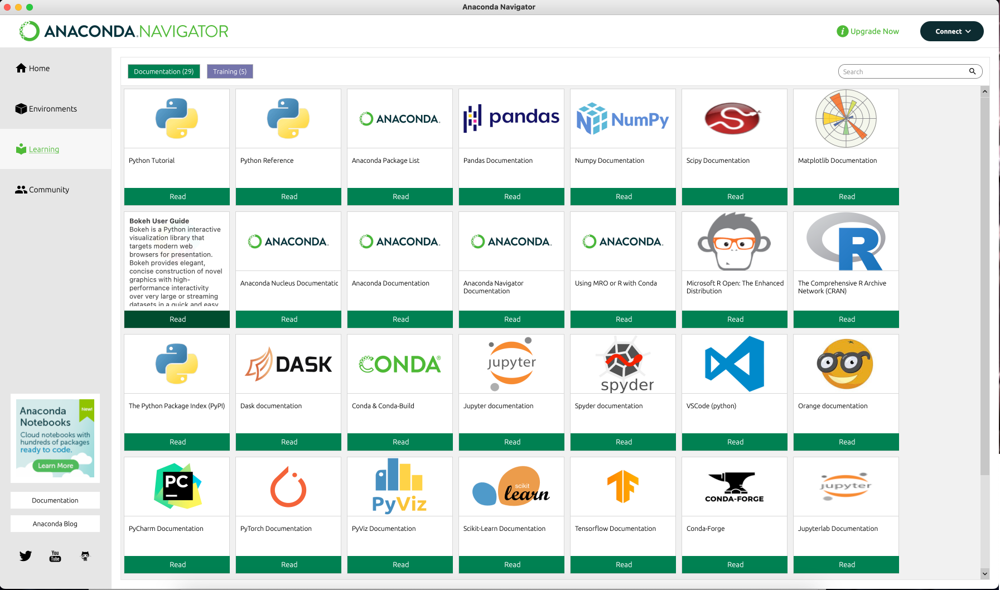 Anaconda Navigator
ANACONDA.NAVIGATOR
i Upgrade Now
Connect
Home
Environments
Learning
Community
Anaconda
Notebooks
New!
Cloud notebooks with
hundreds of packages
ready to code.
Learn More
Documentation
Anaconda Blog
You
Tube
Documentation (29)
Training (5)
Search
ANACONDA.
pandas
NumPy
Python Tutorial
Python Reference
Anaconda Package List
Pandas Documentation
Numpy Documentation
Scipy Documentation
Matplotlib Documentation
Read
Read
Read
Read
Read
Read
Read
Bokeh User Guide
Bokeh is a Python interactive
visualization library that
targets modern web
browsers for presentation.
Bokeh provides elegant,
concise construction of novel
graphics with high-
performance interactivity
over very large or streaming
datasets in a quick and easy
ANACONDA.
ANACONDA.
ANACONDA.
ANACONDA.
R
Anaconda Nucleus Documentatic
Anaconda Documentation
Anaconda Navigator
Documentation
Using MRO or R with Conda
Microsoft R Open: The Enhanced
Distribution
The Comprehensive R Archive
Network (CRAN)
Read
Read
Read
Read
Read
Read
Read
DASK
CONDA®
jupyter
spyder
The Python Package Index (PyPI)
Dask documentation
Conda & Conda-Build
Jupyter documentation
Spyder documentation
VSCode (python)
Orange documentation
Read
Read
Read
Read
Read
Read
Read
PC
PyViz
scikit
learn
TF
CONDA-FORGE
jupyter
PyCharm Documentation
PyTorch Documentation
PyViz Documentation
Scikit-Learn Documentation
Tensorflow Documentation
Conda-Forge
Jupyterlab Documentation
Read
Read
Read
Read
Read
Read
Read